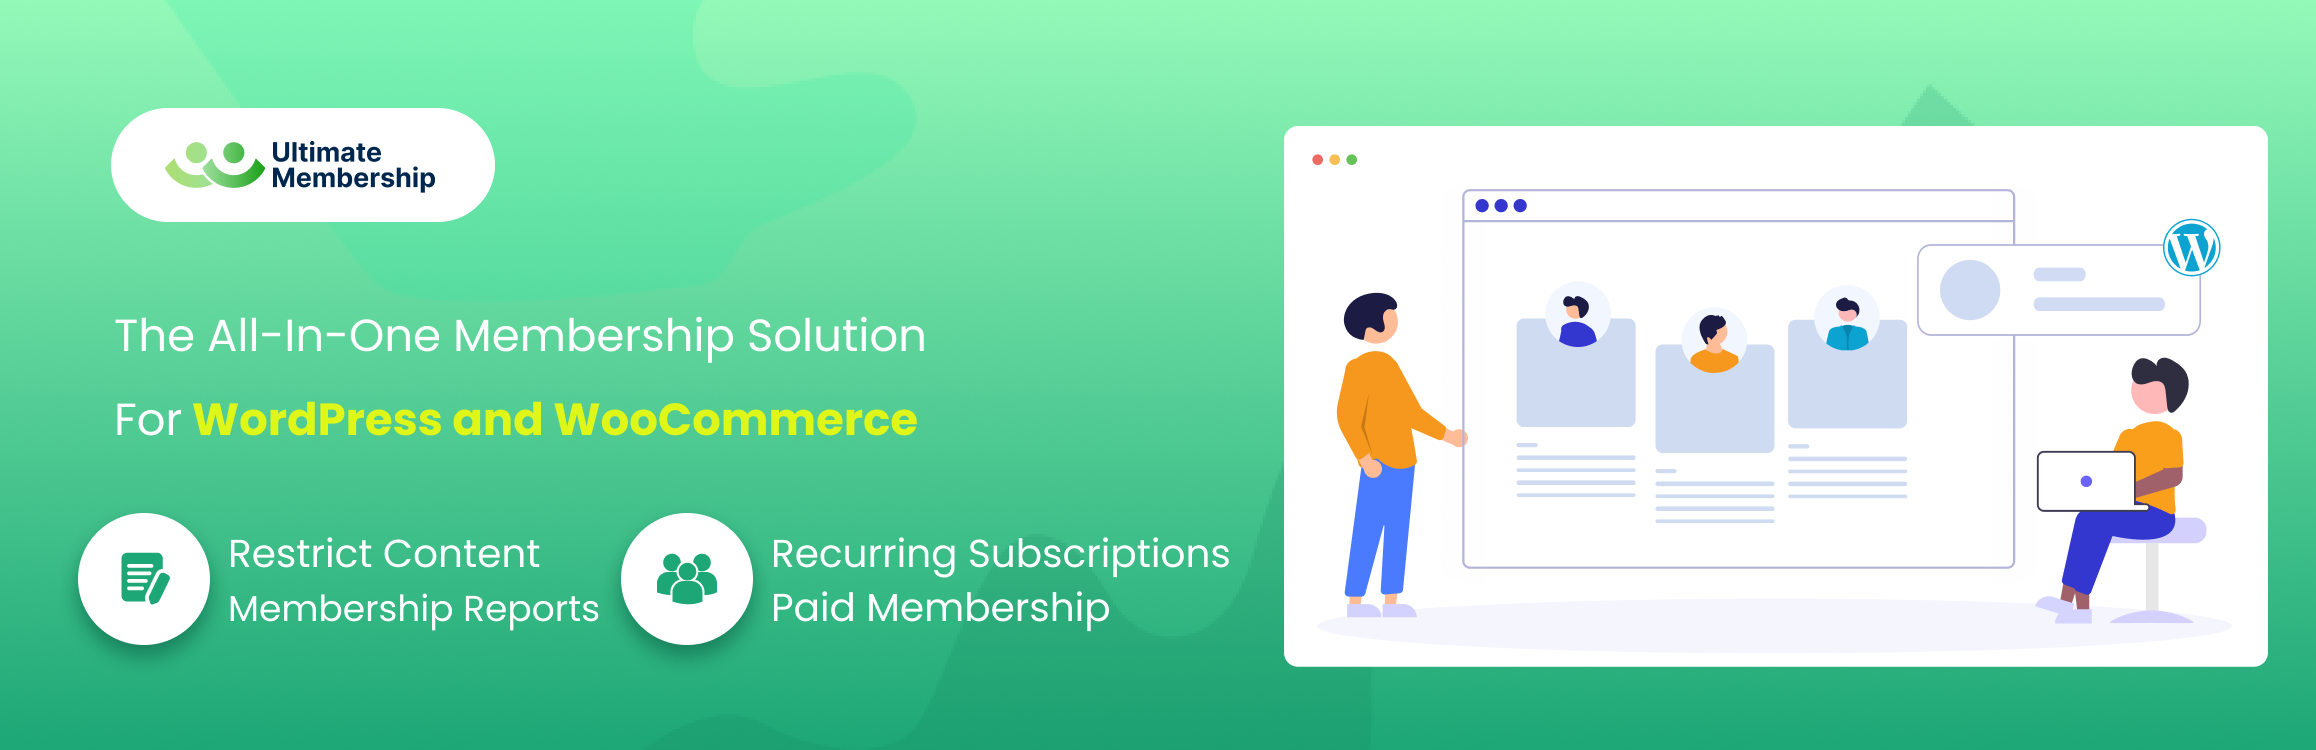 Ultimate
Membership
The All-In-One Membership Solution
For WordPress and WooCommerce
Restrict Content
Membership Reports
Recurring Subscriptions
Paid Membership